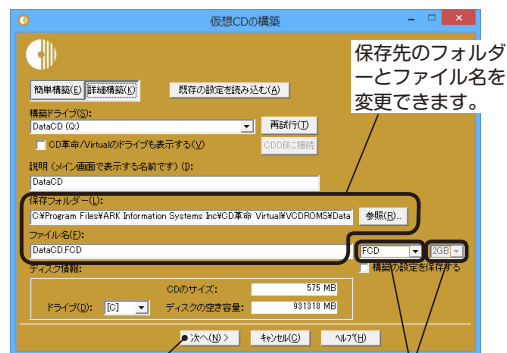 仮想CDの構築
保存先のフォルダ
ーとファイル名を
変更できます。
簡単構築(E) 詳細構築(K) 既存の設定を読み込む(A)
構築ドライブ(S):
DataCD (Q:) 再試行(T)
CD革命/Virtualのドライブも表示する(V) CDDBに接続
説明 (メイン画面で表示する名前です) (I):
DataCD
保存フォルダー(L):
C:¥Program Files¥ARK Information Systems Inc¥CD革命 Virtual¥VCDROMS¥Data 参照(R)...
ファイル名(F):
DataCD.FCD FCD 2GB
ディスク情報: 構築の設定を保存する
CDのサイズ: 575 MB
ドライブ(D): [C] ディスクの空き容量: 931318 MB
次へ(N) > キャンセル(C) ヘルプ(H)